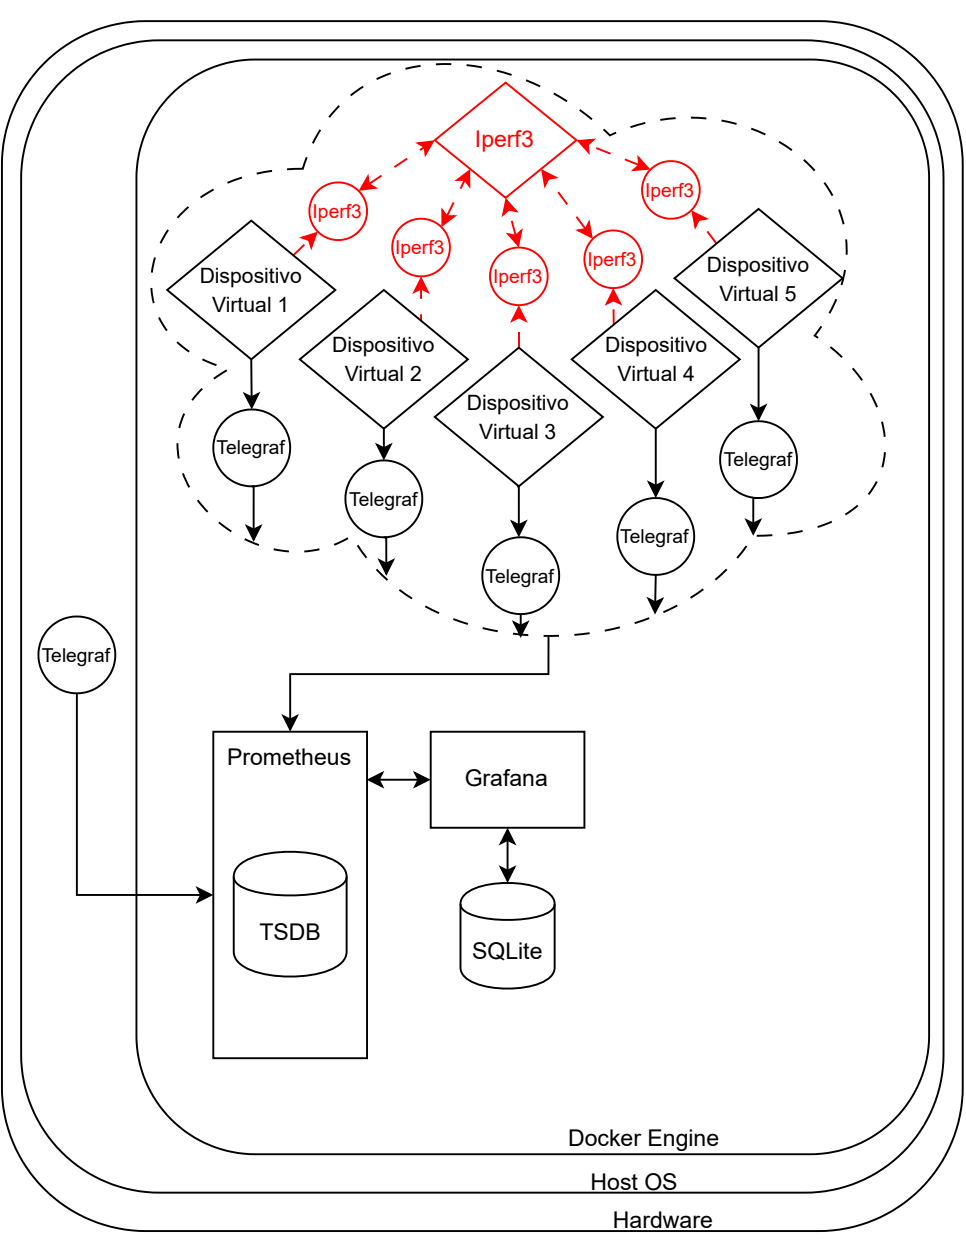 Iperf3
Iperf3
Iperf3
Iperf3
Iperf3
Iperf3
Dispositivo
Virtual 1
Dispositivo
Virtual 2
Dispositivo
Virtual 3
Dispositivo
Virtual 4
Dispositivo
Virtual 5
Telegraf
Telegraf
Telegraf
Telegraf
Telegraf
Telegraf
Prometheus
TSDB
Grafana
SQLite
Docker Engine
Host OS
Hardware